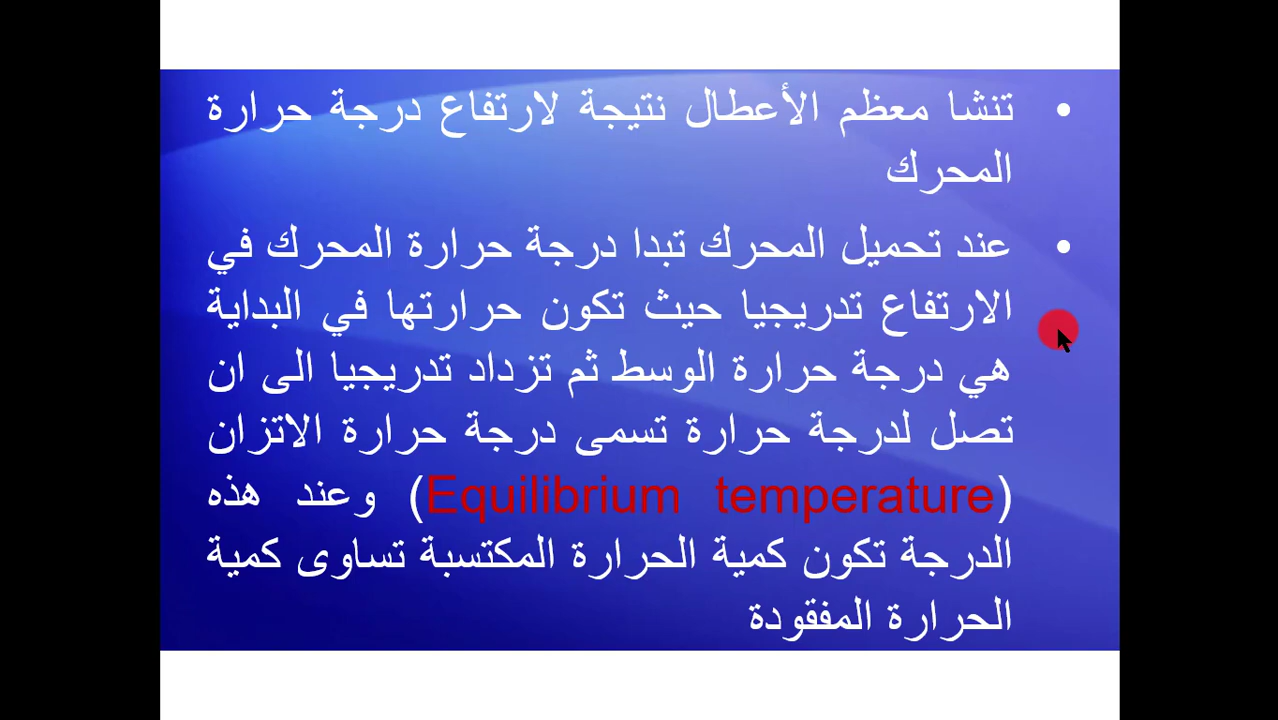 • تنشا معظم الأعطال نتيجة لارتفاع درجة حرارة
المحرك
• عند تحميل المحرك تبدا درجة حرارة المحرك في
الارتفاع تدريجيا حيث تكون حرارتها في البداية
هي درجة حرارة الوسط ثم تزداد تدريجيا الى ان
تصل لدرجة حرارة تسمى درجة حرارة الاتزان
(Equilibrium temperature) وعند هذه
الدرجة تكون كمية الحرارة المكتسبة تساوى كمية
الحرارة المفقودة